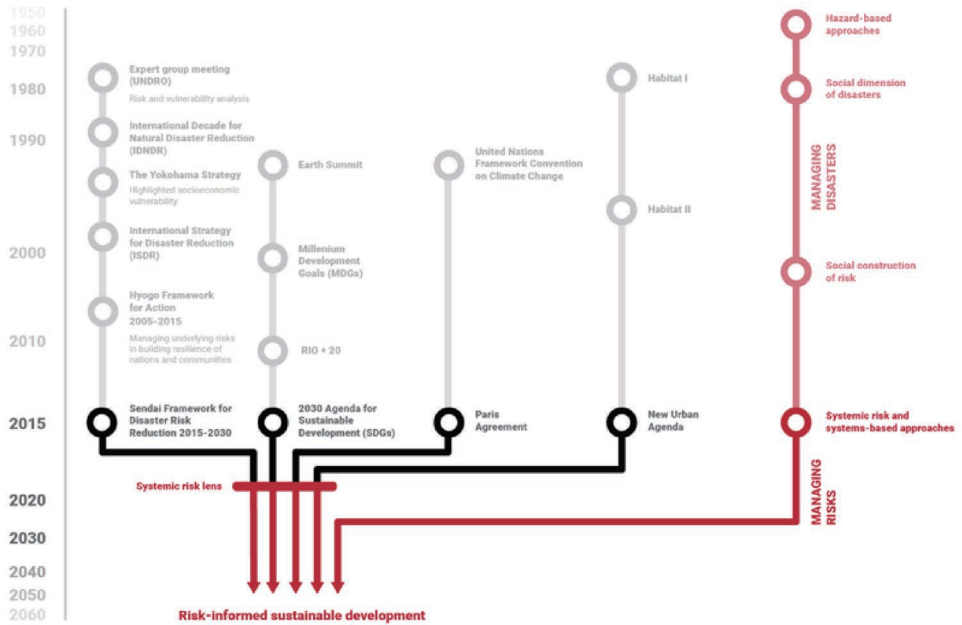 1950
1960
1970
1980
1990
2000
2010
2015
2020
2030
2040
2050
2060
Expert group meeting
(UNDRO)
Risk and vulnerability analysis
International Decade for
Natural Disaster Reduction
(IDNDR)
The Yokohama Strategy
Highlighted socioeconomic
vulnerability
International Strategy
for Disaster Reduction
(ISDR)
Hyogo Framework
for Action
2005-2015
Managing underlying risks
in building resilience of
nations and communities
Sendai Framework for
Disaster Risk
Reduction 2015-2030
Earth Summit
Millenium
Development
Goals (MDGs)
RIO + 20
2030 Agenda for
Sustainable
Development (SDGs)
United Nations
Framework Convention
on Climate Change
Paris
Agreement
Habitat I
Habitat II
New Urban
Agenda
Hazard-based
approaches
Social dimension
of disasters
MANAGING
DISASTERS
Social construction
of risk
Systemic risk and
systems-based approaches
MANAGING
RISKS
Systemic risk lens
Risk-informed sustainable development